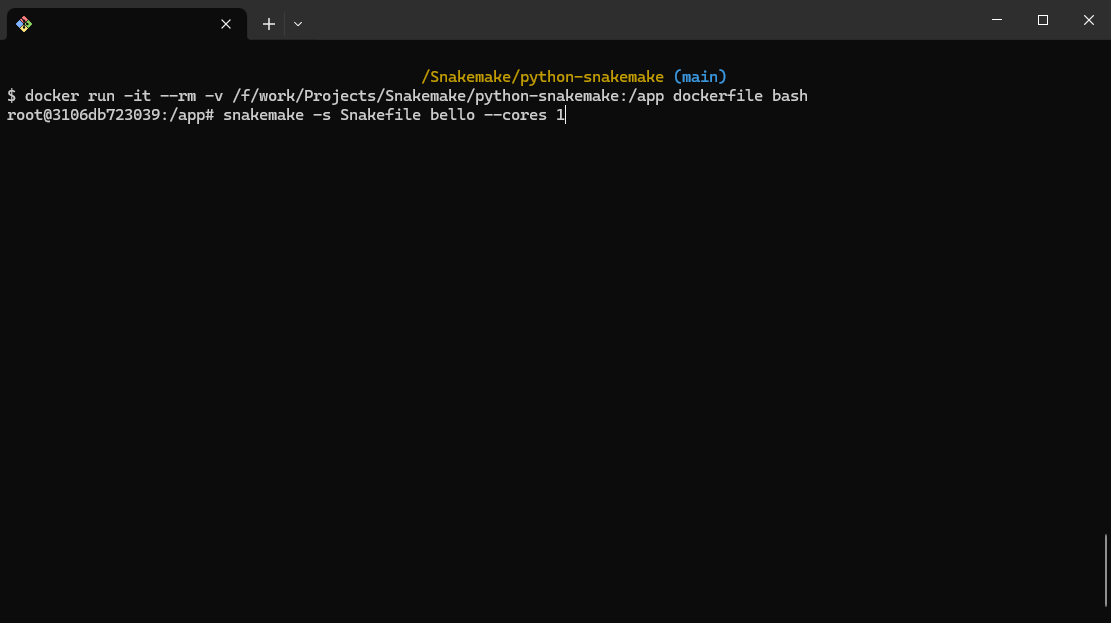 /Snakemake/python-snakemake (main)
$ docker run -it --rm -v /f/work/Projects/Snakemake/python-snakemake:/app dockerfile bash
root@3106db723039:/app# snakemake -s Snakefile bello --cores 1